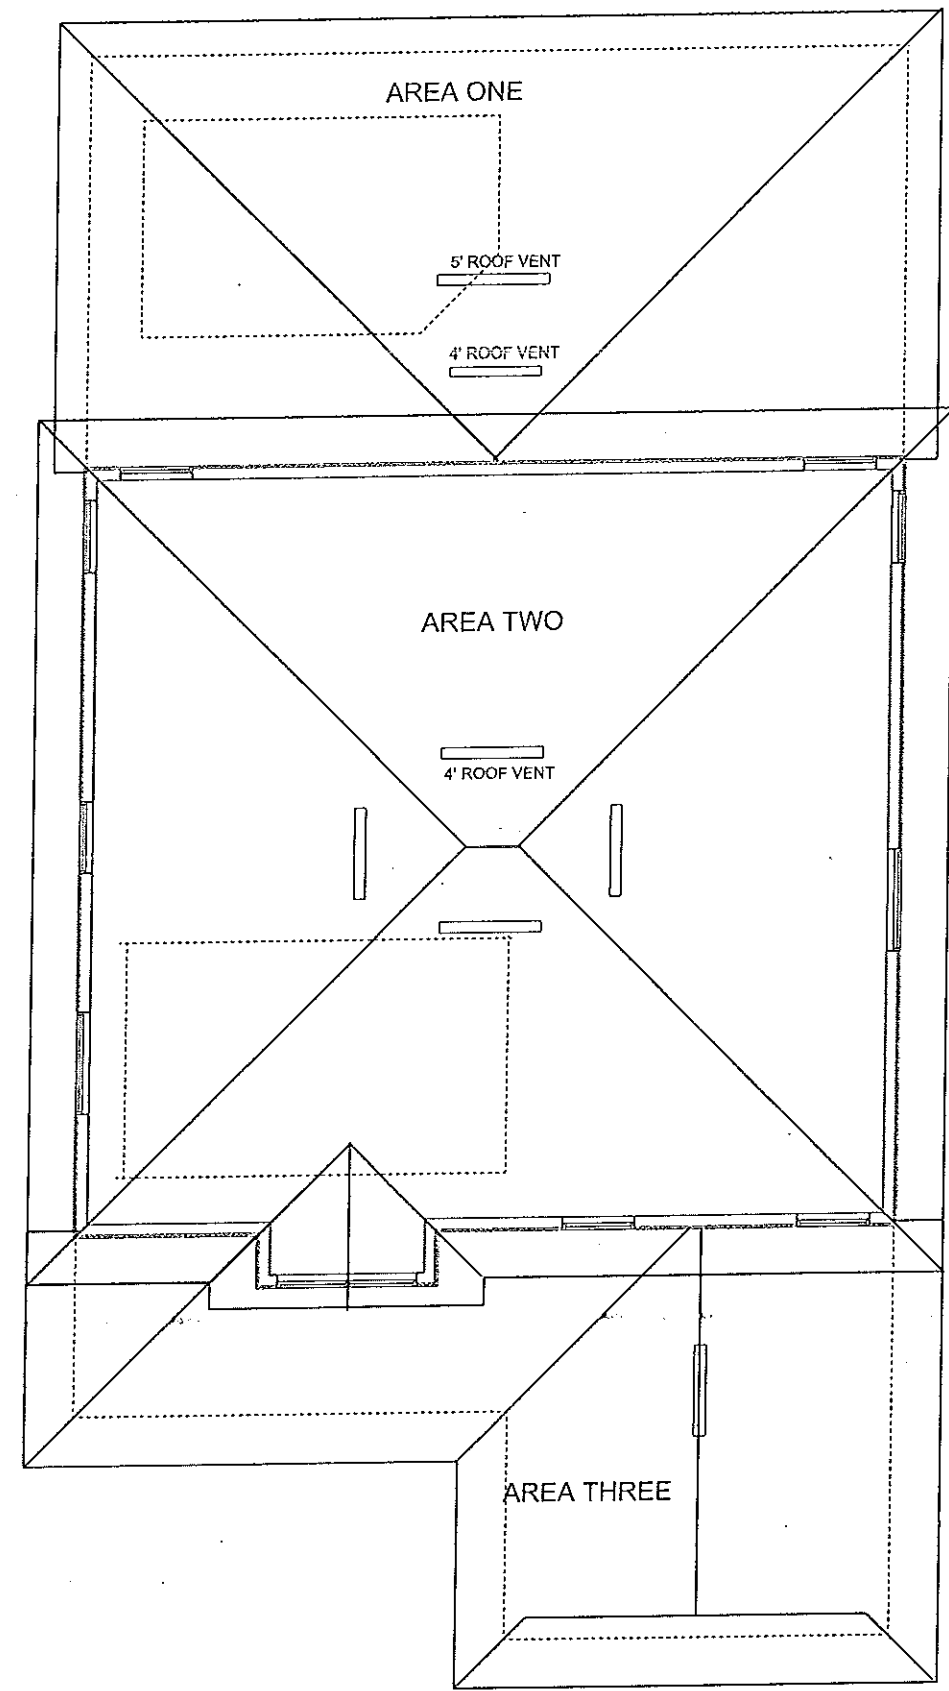 AREA ONE
5' ROOF VENT
4' ROOF VENT
AREA TWO
4' ROOF VENT
AREA THREE